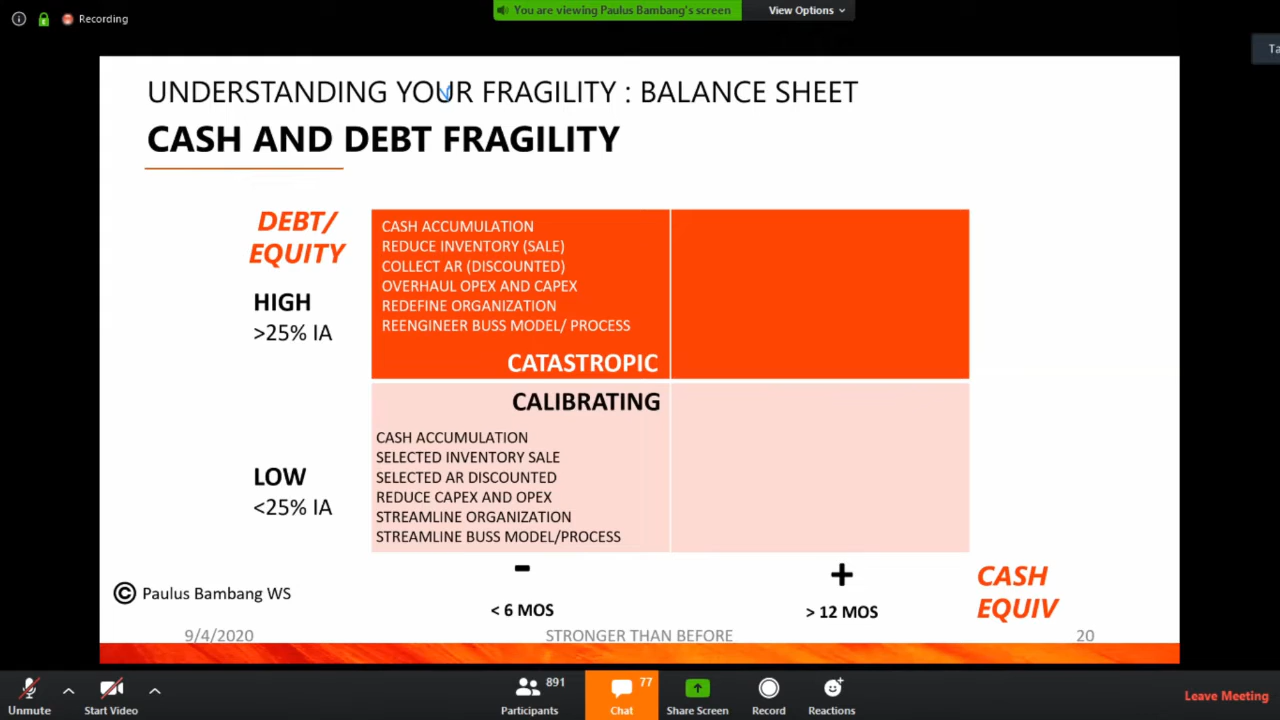 Recording
You are viewing Paulus Bambang's screen
View Options
Ta
UNDERSTANDING YOUR FRAGILITY : BALANCE SHEET
CASH AND DEBT FRAGILITY
DEBT/
EQUITY
HIGH
>25% IA
CASH ACCUMULATION
REDUCE INVENTORY (SALE)
COLLECT AR (DISCOUNTED)
OVERHAUL OPEX AND CAPEX
REDEFINE ORGANIZATION
REENGINEER BUSS MODEL/ PROCESS
CATASTROPIC
CALIBRATING
LOW
<25% IA
CASH ACCUMULATION
SELECTED INVENTORY SALE
SELECTED AR DISCOUNTED
REDUCE CAPEX AND OPEX
STREAMLINE ORGANIZATION
STREAMLINE BUSS MODEL/PROCESS
- +
< 6 MOS
> 12 MOS
CASH
EQUIV
© Paulus Bambang WS
9/4/2020
STRONGER THAN BEFORE
20
Unmute
Start Video
891
Participants
77
Chat
Share Screen
Record
Reactions
Leave Meeting